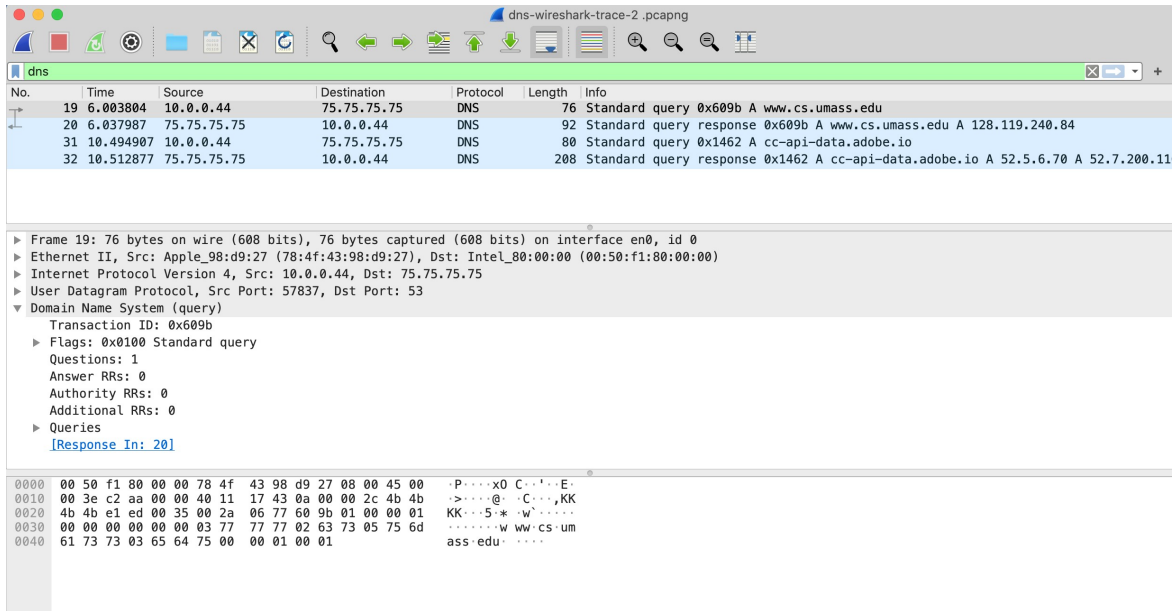 dns-wireshark-trace-2 .pcapng
dns
No. Time Source Destination Protocol Length Info
19 6.003804 10.0.0.44 75.75.75.75 DNS 76 Standard query 0x609b A www.cs.umass.edu
20 6.037987 75.75.75.75 10.0.0.44 DNS 92 Standard query response 0x609b A www.cs.umass.edu A 128.119.240.84
31 10.494907 10.0.0.44 75.75.75.75 DNS 80 Standard query 0x1462 A cc-api-data.adobe.io
32 10.512877 75.75.75.75 10.0.0.44 DNS 208 Standard query response 0x1462 A cc-api-data.adobe.io A 52.5.6.70 A 52.7.200.11
Frame 19: 76 bytes on wire (608 bits), 76 bytes captured (608 bits) on interface en0, id 0
Ethernet II, Src: Apple_98:d9:27 (78:4f:43:98:d9:27), Dst: Intel_80:00:00 (00:50:f1:80:00:00)
Internet Protocol Version 4, Src: 10.0.0.44, Dst: 75.75.75.75
User Datagram Protocol, Src Port: 57837, Dst Port: 53
Domain Name System (query)
Transaction ID: 0x609b
Flags: 0x0100 Standard query
Questions: 1
Answer RRs: 0
Authority RRs: 0
Additional RRs: 0
Queries
[Response In: 20]
0000 00 50 f1 80 00 00 78 4f 43 98 d9 27 08 00 45 00 ·P····xO C··'··E·
0010 00 3e c2 aa 00 00 40 11 17 43 0a 00 00 2c 4b 4b ·>····@· ·C···,KK
0020 4b 4b e1 ed 00 35 00 2a 06 77 60 9b 01 00 00 01 KK···5·* ·w`·····
0030 00 00 00 00 00 00 03 77 77 77 02 63 73 05 75 6d ·······w ww·cs·um
0040 61 73 73 03 65 64 75 00 00 01 00 01 ass·edu· ····